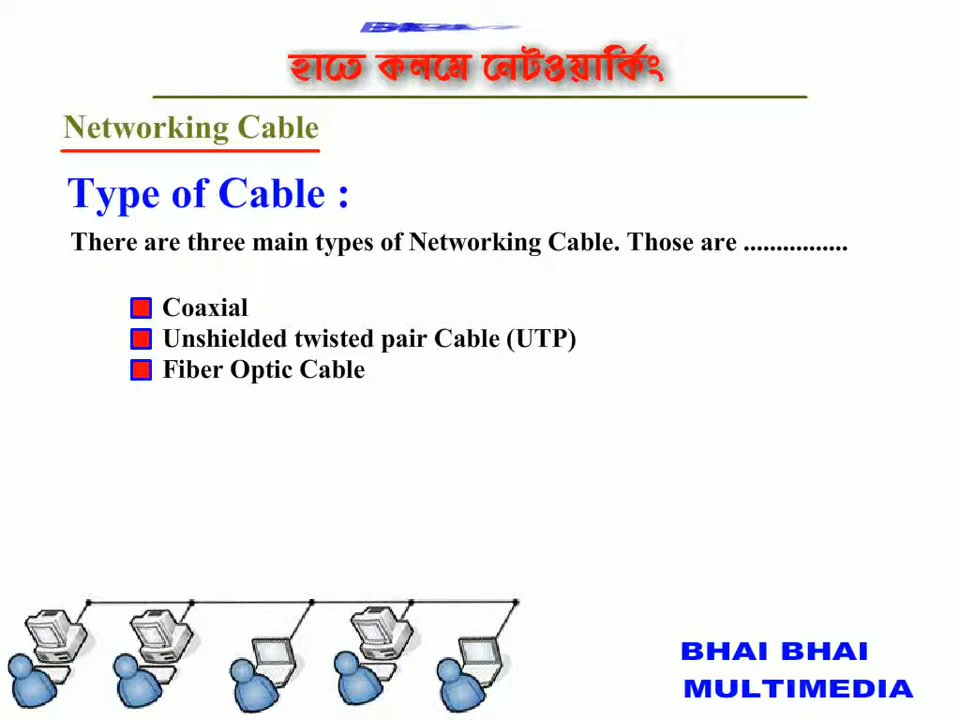 হাতে কলমে নেটওয়ার্কিং
Networking Cable
Type of Cable :
There are three main types of Networking Cable. Those are ................
Coaxial
Unshielded twisted pair Cable (UTP)
Fiber Optic Cable
BHAI BHAI
MULTIMEDIA